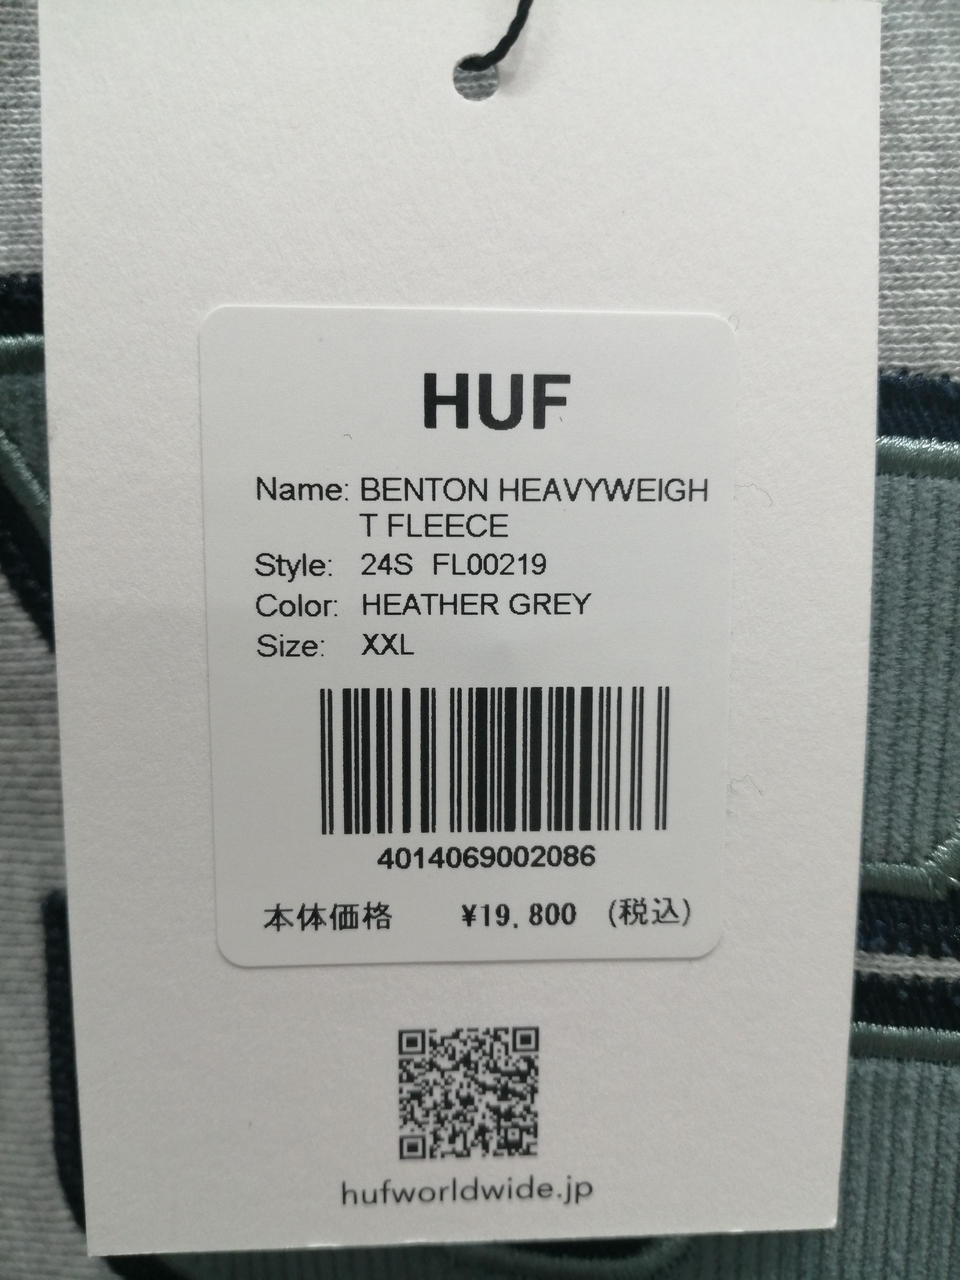 HUF
Name: BENTON HEAVYWEIGH
T FLEECE
Style: 24S FL00219
Color: HEATHER GREY
Size: XXL
4014069002086
本体価格 ¥19,800 (税込)
hufworldwide.jp